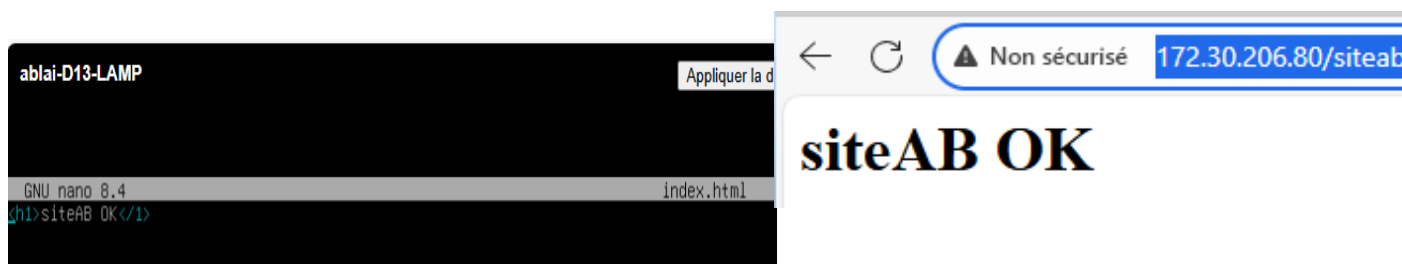 ablai-D13-LAMP
Appliquer la d
GNU nano 8.4 index.html
<h1>siteAB OK</1>
Non sécurisé 172.30.206.80/siteab
siteAB OK